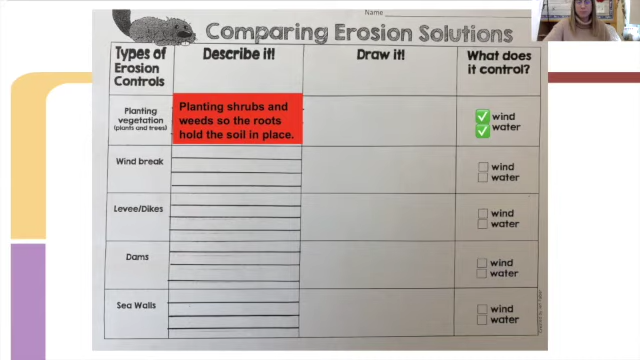 Name
Comparing Erosion Solutions
Types of
Erosion
Controls
Describe it!
Draw it!
What does
it control?
Planting
vegetation
(plants and trees)
Planting shrubs and
weeds so the roots
hold the soil in place.
wind
water
Wind break
wind
water
Levee/Dikes
wind
water
Dams
wind
water
Sea Walls
wind
water